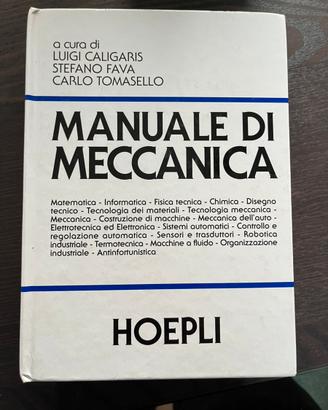 a cura di
LUIGI CALIGARIS
STEFANO FAVA
CARLO TOMASELLO
MANUALE DI
MECCANICA
Matematica - Informatica - Fisica tecnica - Chimica - Disegno
tecnico - Tecnologia dei materiali - Tecnologia meccanica -
Meccanica - Costruzione di macchine - Meccanica dell'auto -
Elettrotecnica ed Elettronica - Sistemi automatici - Controllo e
regolazione automatica - Sensori e trasduttori - Robotica
industriale - Termotecnica - Macchine a fluido - Organizzazione
industriale - Antinfortunistica
HOEPLI